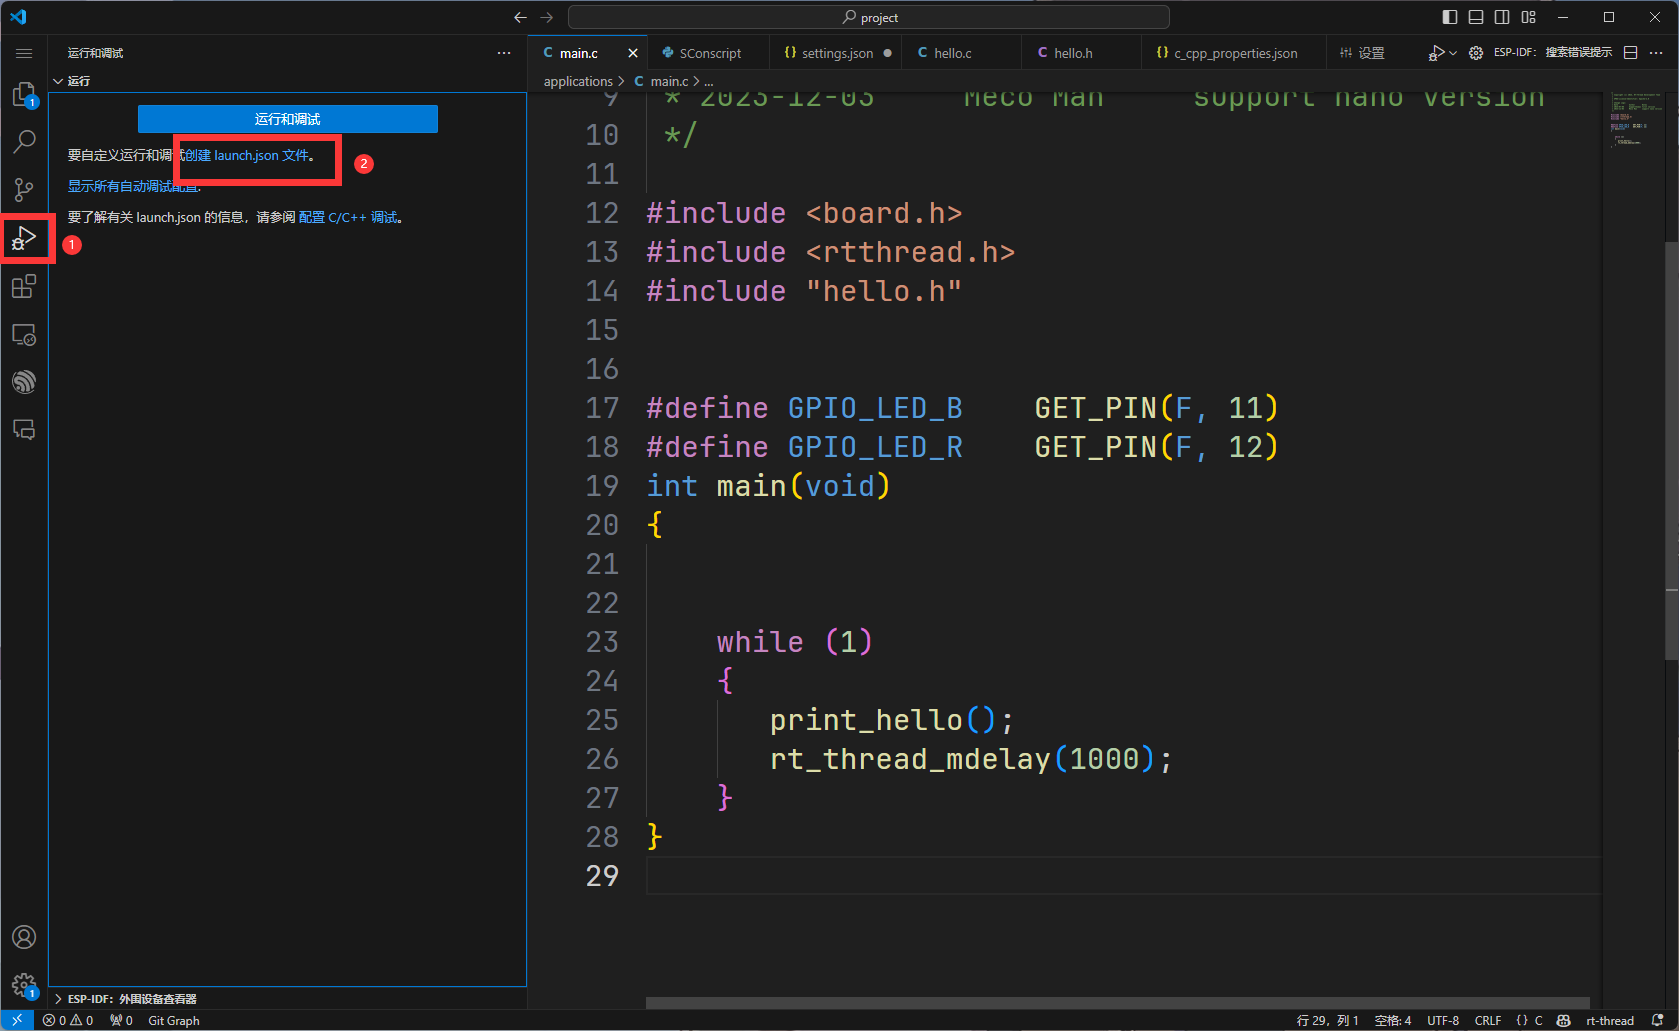 project
运行和调试
main.c
SConscript
{} settings.json
C hello.c
C hello.h
{} c_cpp_properties.json
设置
ESP-IDF: 搜索错误提示
运行
applications > C main.c > ...
运行和调试
要自定义运行和调试创建 launch.json 文件。
2
显示所有自动调试配置.
要了解有关 launch.json 的信息，请参阅 配置 C/C++ 调试。
1
1
9 * 2023-12-03 Meco Man support nano version
10 */
11
12 #include <board.h>
13 #include <rtthread.h>
14 #include "hello.h"
15
16
17 #define GPIO_LED_B GET_PIN(F, 11)
18 #define GPIO_LED_R GET_PIN(F, 12)
19 int main(void)
20 {
21
22
23 while (1)
24 {
25 print_hello();
26 rt_thread_mdelay(1000);
27 }
28 }
29
1
ESP-IDF: 外围设备查看器
0 0 0 Git Graph
行 29，列 1 空格: 4 UTF-8 CRLF {} C rt-thread